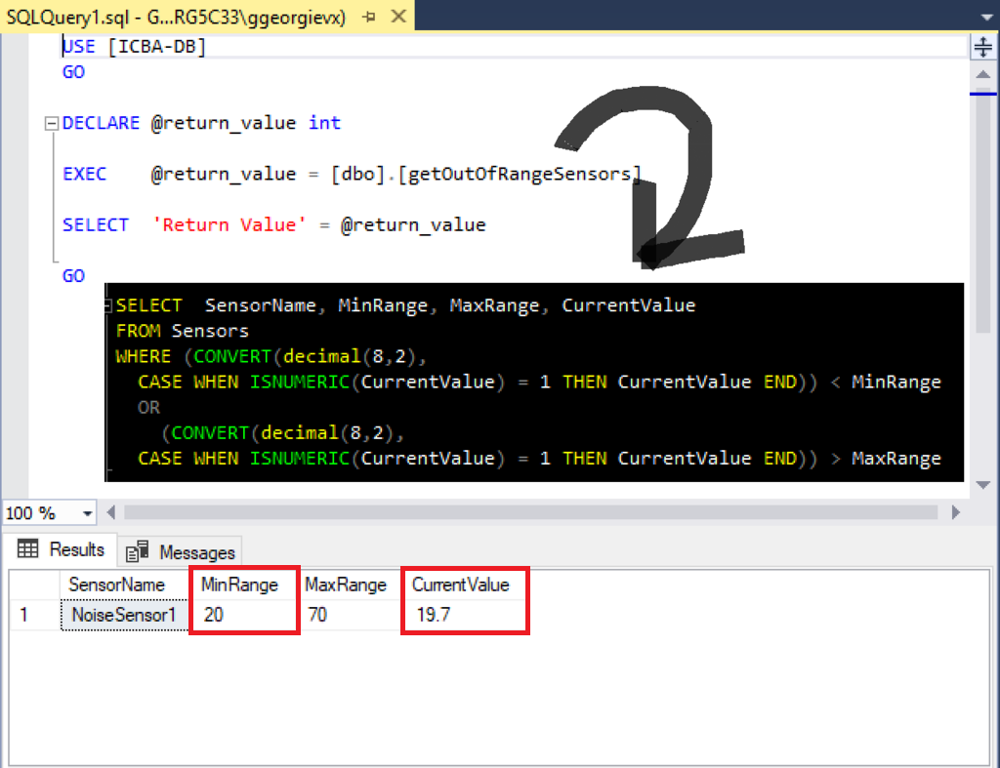 SQLQuery1.sql - G...RG5C33\ggeorgievx)
USE [ICBA-DB]
GO
DECLARE @return_value int
EXEC @return_value = [dbo].[getOutOfRangeSensors]
SELECT 'Return Value' = @return_value
GO
2
SELECT SensorName, MinRange, MaxRange, CurrentValue
FROM Sensors
WHERE (CONVERT(decimal(8,2),
CASE WHEN ISNUMERIC(CurrentValue) = 1 THEN CurrentValue END)) < MinRange
OR
(CONVERT(decimal(8,2),
CASE WHEN ISNUMERIC(CurrentValue) = 1 THEN CurrentValue END)) > MaxRange
100 %
Results Messages
SensorName MinRange MaxRange CurrentValue
1 NoiseSensor1 20 70 19.7